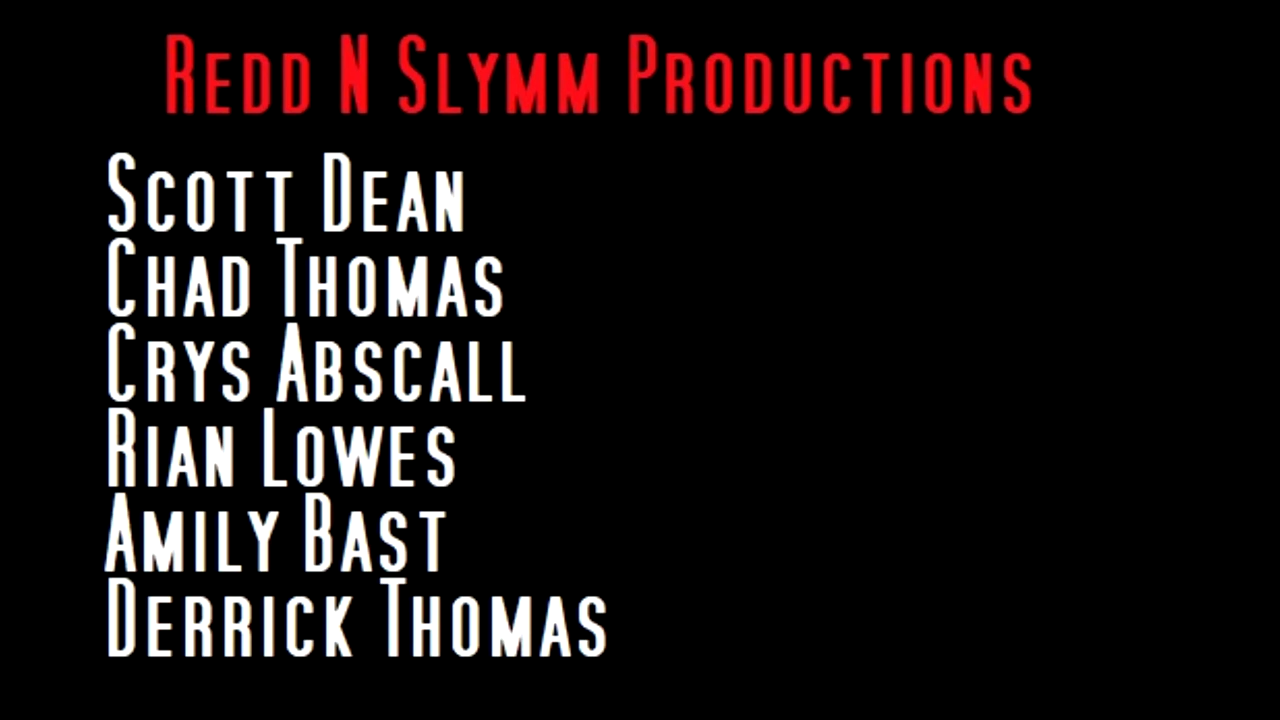 Redd N Slymm Productions
Scott Dean
Chad Thomas
Crys Abscall
Rian Lowes
Amily Bast
Derrick Thomas